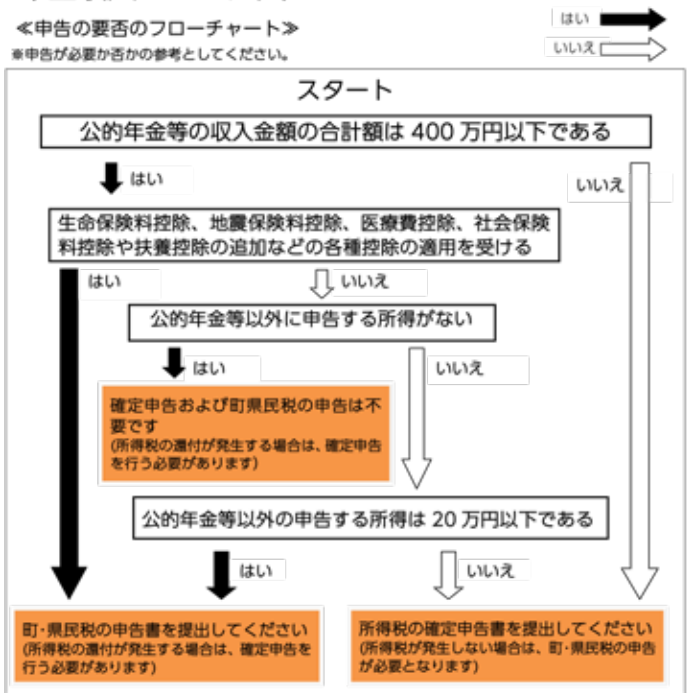 ≪申告の要否のフローチャート≫
※申告が必要か否かの参考としてください。
はい
いいえ
スタート
公的年金等の収入金額の合計額は 400 万円以下である
はい
いいえ
生命保険料控除、地震保険料控除、医療費控除、社会保険
料控除や扶養控除の追加などの各種控除の適用を受ける
はい
いいえ
公的年金等以外に申告する所得がない
はい
いいえ
確定申告および町県民税の申告は不
要です
(所得税の還付が発生する場合は、確定申告
を行う必要があります)
公的年金等以外の申告する所得は 20 万円以下である
はい
いいえ
町・県民税の申告書を提出してください
(所得税の還付が発生する場合は、確定申告を
行う必要があります)
所得税の確定申告書を提出してください
(所得税が発生しない場合は、町・県民税の申告
が必要となります)